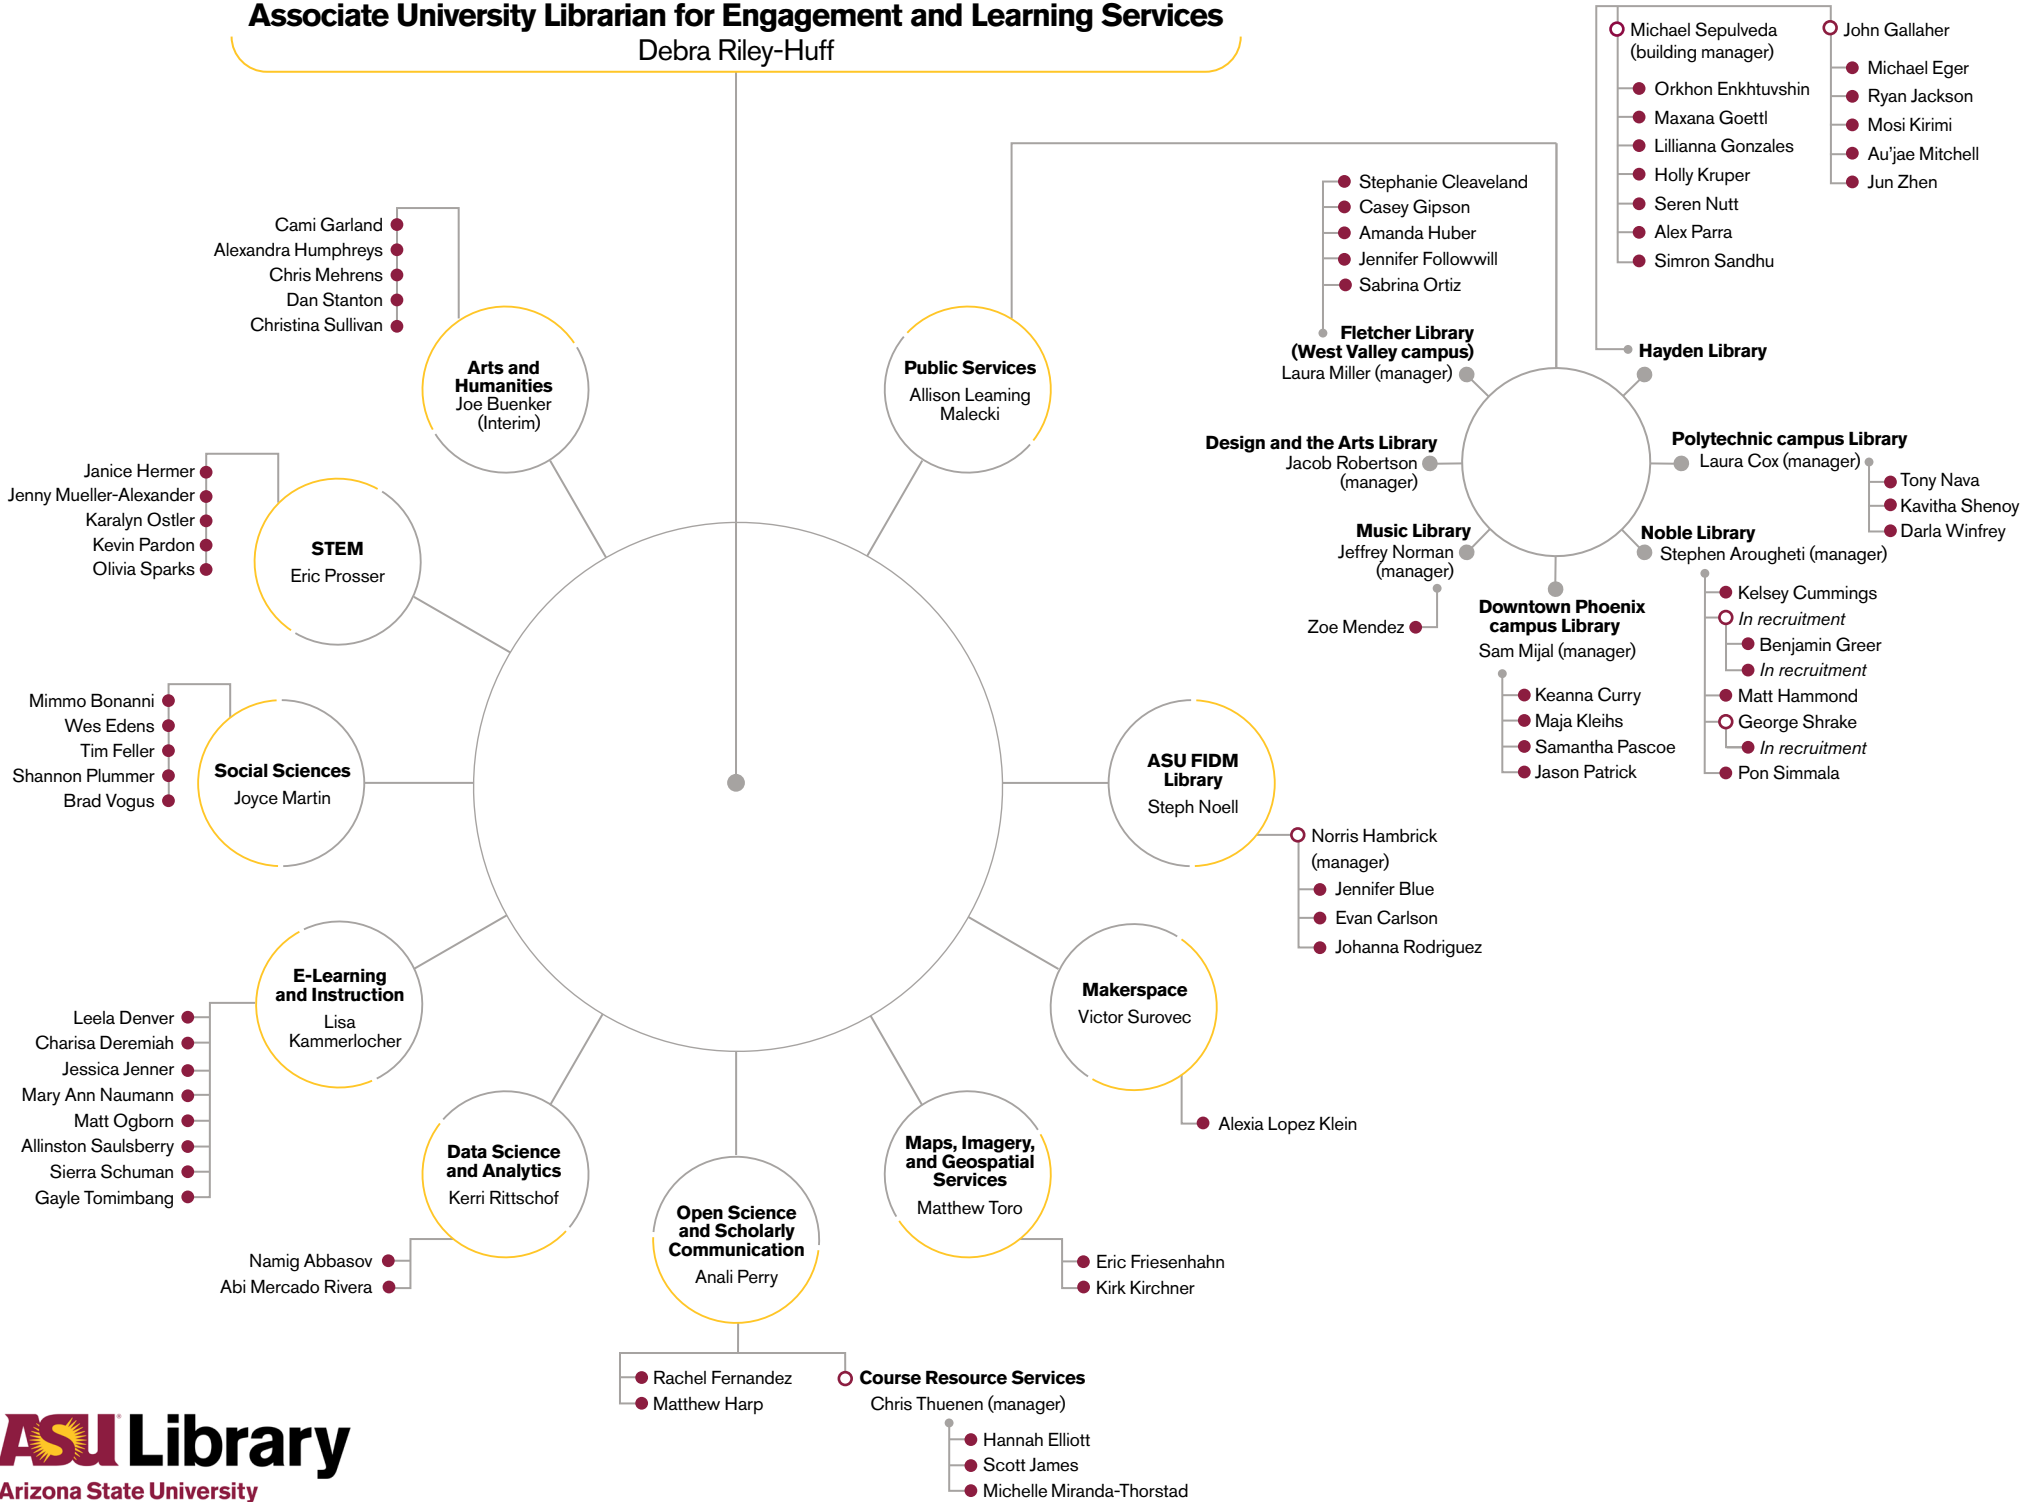 Associate University Librarian for Engagement and Learning Services
Debra Riley-Huff
Michael Sepulveda
(building manager)
Orkhon Enkhtuvshin
Maxana Goettl
Lillianna Gonzales
Holly Kruper
Seren Nutt
Alex Parra
Simron Sandhu
John Gallaher
Michael Eger
Ryan Jackson
Mosi Kirimi
Au'jae Mitchell
Jun Zhen
Hayden Library
Stephanie Cleaveland
Casey Gipson
Amanda Huber
Jennifer Followwill
Sabrina Ortiz
Fletcher Library
(West Valley campus)
Laura Miller (manager)
Design and the Arts Library
Jacob Robertson
(manager)
Music Library
Jeffrey Norman
(manager)
Zoe Mendez
Downtown Phoenix
campus Library
Sam Mijal (manager)
Keanna Curry
Maja Kleihs
Samantha Pascoe
Jason Patrick
Polytechnic campus Library
Laura Cox (manager)
Tony Nava
Kavitha Shenoy
Darla Winfrey
Noble Library
Stephen Arougheti (manager)
Kelsey Cummings
In recruitment
Benjamin Greer
In recruitment
Matt Hammond
George Shrake
In recruitment
Pon Simmala
Public Services
Allison Leaming
Malecki
Cami Garland
Alexandra Humphreys
Chris Mehrens
Dan Stanton
Christina Sullivan
Arts and
Humanities
Joe Buenker
(Interim)
Janice Hermer
Jenny Mueller-Alexander
Karalyn Ostler
Kevin Pardon
Olivia Sparks
STEM
Eric Prosser
Mimmo Bonanni
Wes Edens
Tim Feller
Shannon Plummer
Brad Vogus
Social Sciences
Joyce Martin
E-Learning
and Instruction
Lisa
Kammerlocher
Leela Denver
Charisa Deremiah
Jessica Jenner
Mary Ann Naumann
Matt Ogborn
Allinston Saulsberry
Sierra Schuman
Gayle Tomimbang
Data Science
and Analytics
Kerri Rittschof
Namig Abbasov
Abi Mercado Rivera
Open Science
and Scholarly
Communication
Anali Perry
Rachel Fernandez
Matthew Harp
Course Resource Services
Chris Thuenen (manager)
Hannah Elliott
Scott James
Michelle Miranda-Thorstad
Maps, Imagery,
and Geospatial
Services
Matthew Toro
Eric Friesenhahn
Kirk Kirchner
Makerspace
Victor Surovec
Alexia Lopez Klein
ASU FIDM
Library
Steph Noell
Norris Hambrick
(manager)
Jennifer Blue
Evan Carlson
Johanna Rodriguez
ASU Library
Arizona State University